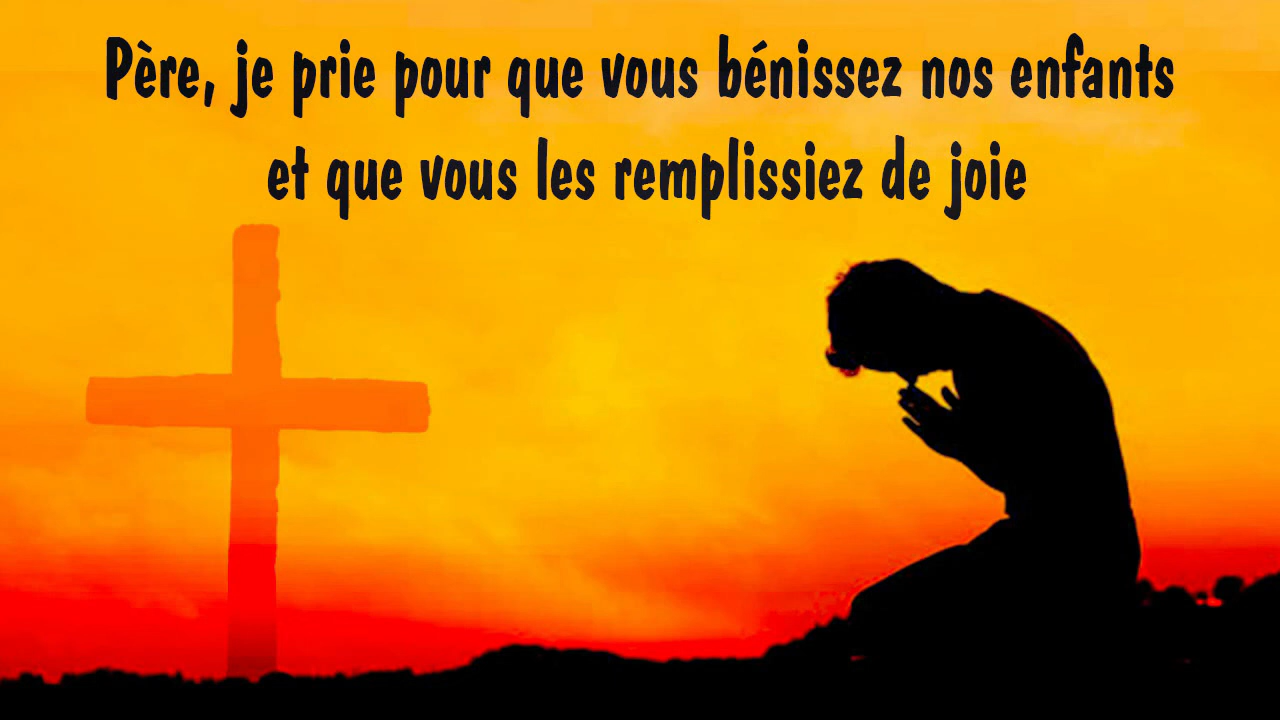 Père, je prie pour que vous bénissez nos enfants
et que vous les remplissiez de joie